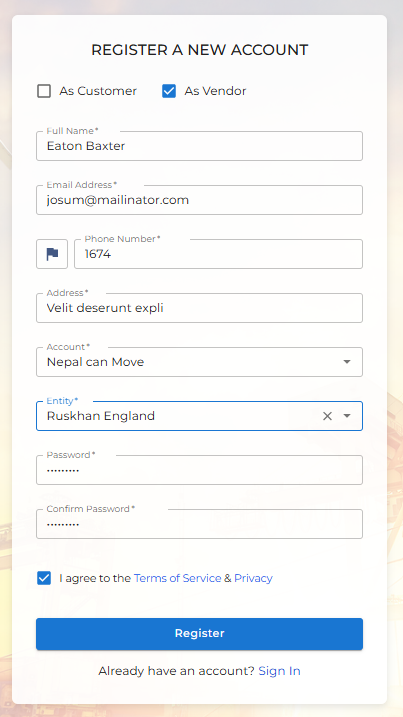 REGISTER A NEW ACCOUNT
As Customer As Vendor
Full Name*
Eaton Baxter
Email Address*
josum@mailinator.com
Phone Number*
1674
Address*
Velit deserunt expli
Account*
Nepal can Move
Entity*
Ruskhan England
Password*
•••••••••
Confirm Password*
•••••••••
I agree to the Terms of Service & Privacy
Register
Already have an account? Sign In